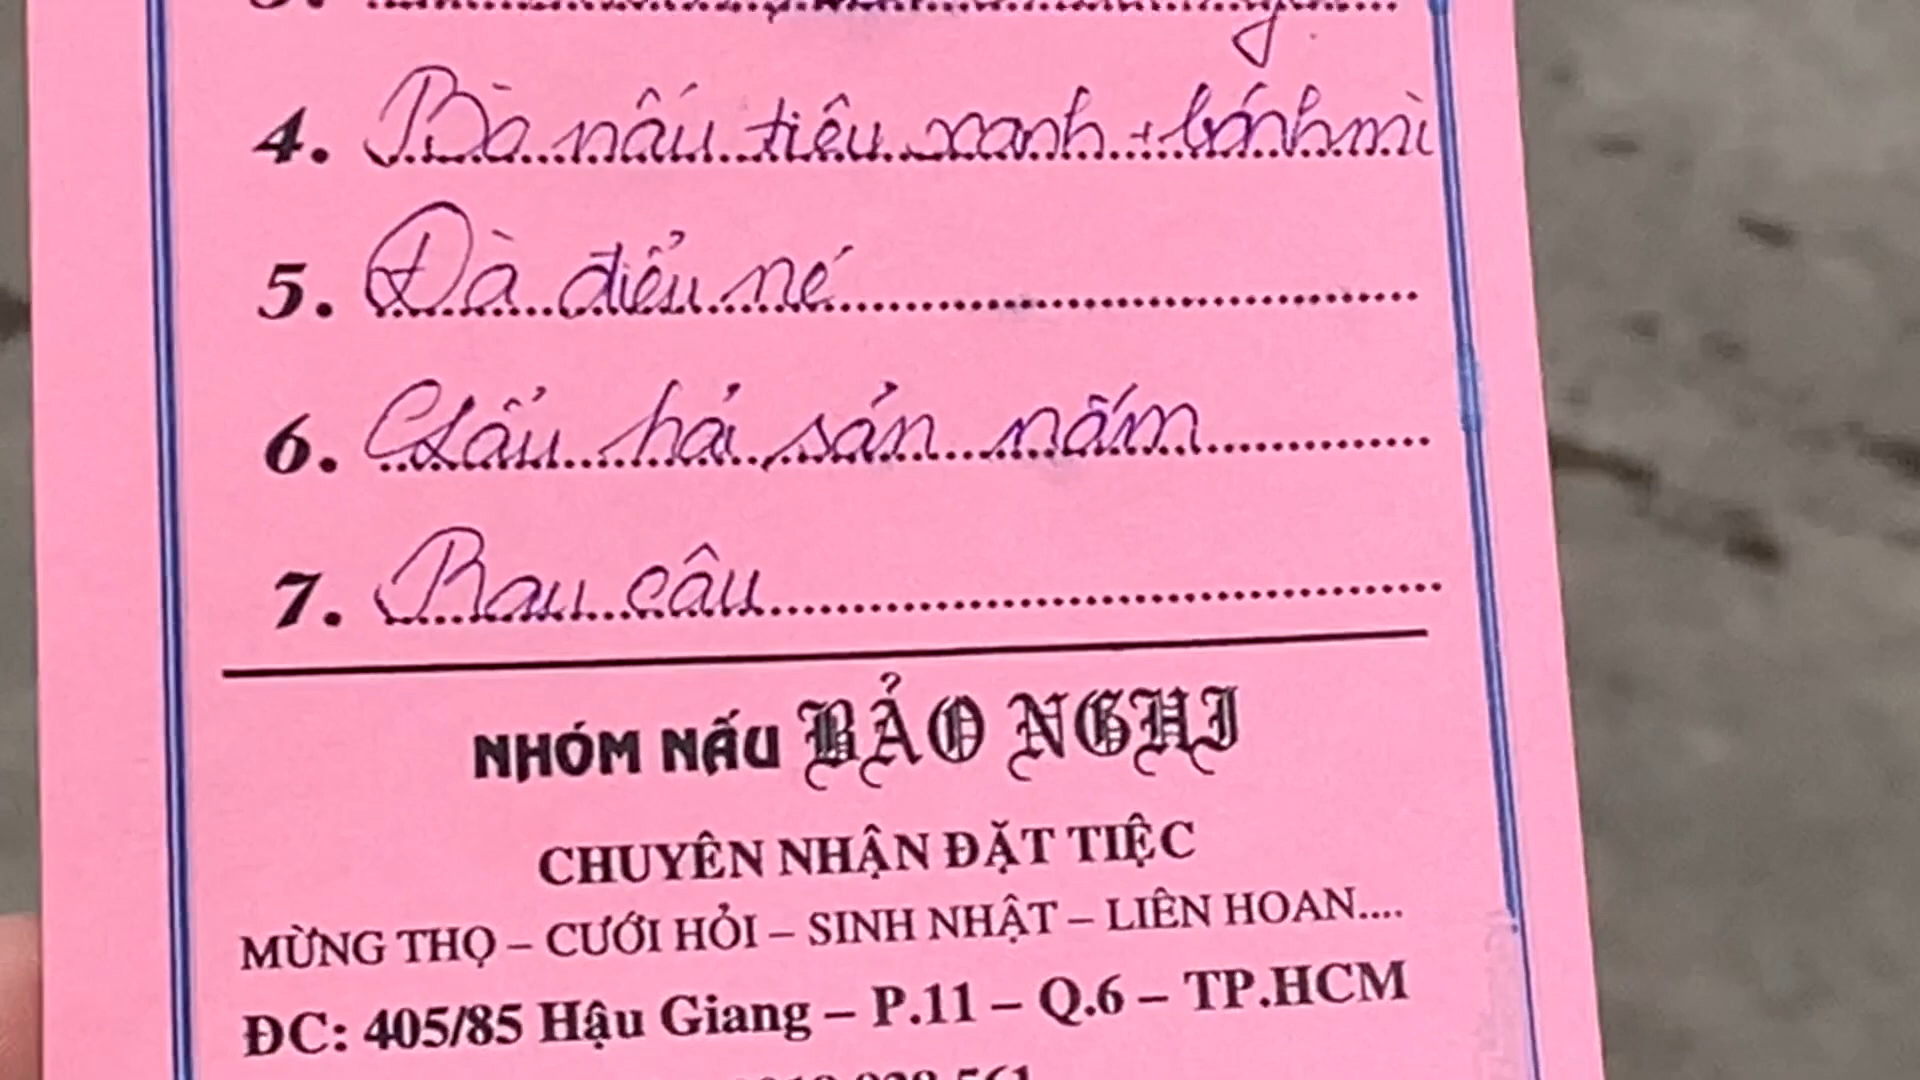 4. Bò nấu tiêu xanh + bánh mì
5. Đà điểu né
6. Lẩu hải sản nấm
7. Rau câu
NHÓM NẤU BẢO NGHI
CHUYÊN NHẬN ĐẶT TIỆC
MỪNG THỌ – CƯỚI HỎI – SINH NHẬT – LIÊN HOAN....
ĐC: 405/85 Hậu Giang – P.11 – Q.6 – TP.HCM